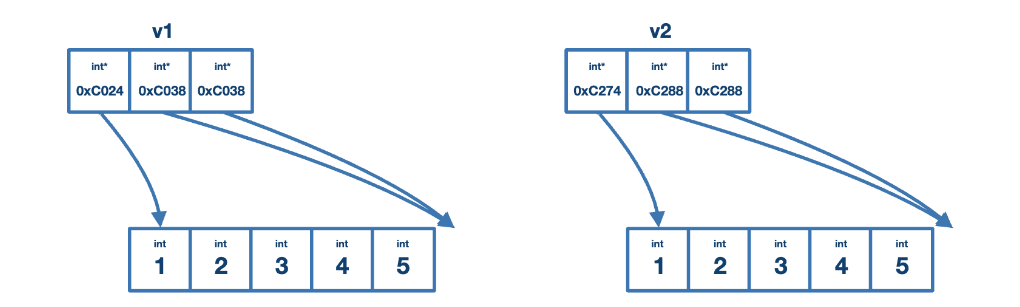 v1
int* int* int*
0xC024 0xC038 0xC038
int int int int int
1 2 3 4 5
v2
int* int* int*
0xC274 0xC288 0xC288
int int int int int
1 2 3 4 5